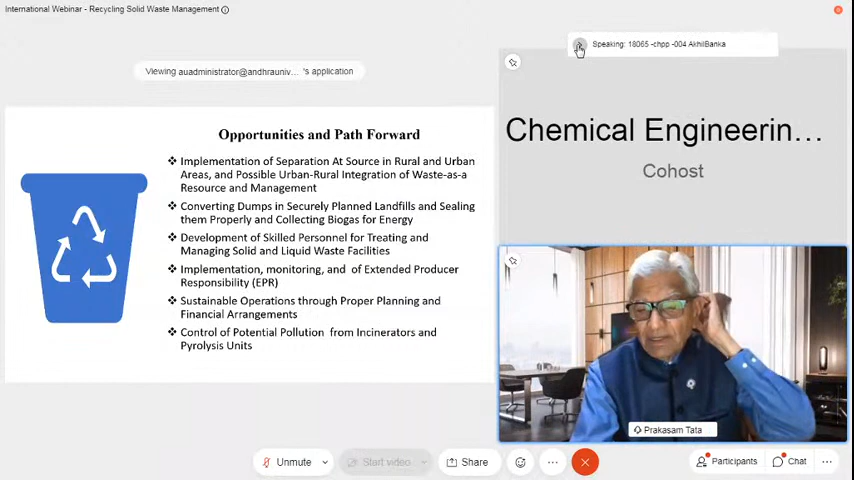 International Webinar - Recycling Solid Waste Management
Speaking: 18065 -chpp -004 AkhilBanka
Viewing auadministrator@andhrauniv... 's application
Opportunities and Path Forward
Implementation of Separation At Source in Rural and Urban
Areas, and Possible Urban-Rural Integration of Waste-as-a
Resource and Management
Converting Dumps in Securely Planned Landfills and Sealing
them Properly and Collecting Biogas for Energy
Development of Skilled Personnel for Treating and
Managing Solid and Liquid Waste Facilities
Implementation, monitoring, and of Extended Producer
Responsibility (EPR)
Sustainable Operations through Proper Planning and
Financial Arrangements
Control of Potential Pollution from Incinerators and
Pyrolysis Units
Chemical Engineerin...
Cohost
Prakasam Tata
Unmute
Start video
Share
Participants
Chat